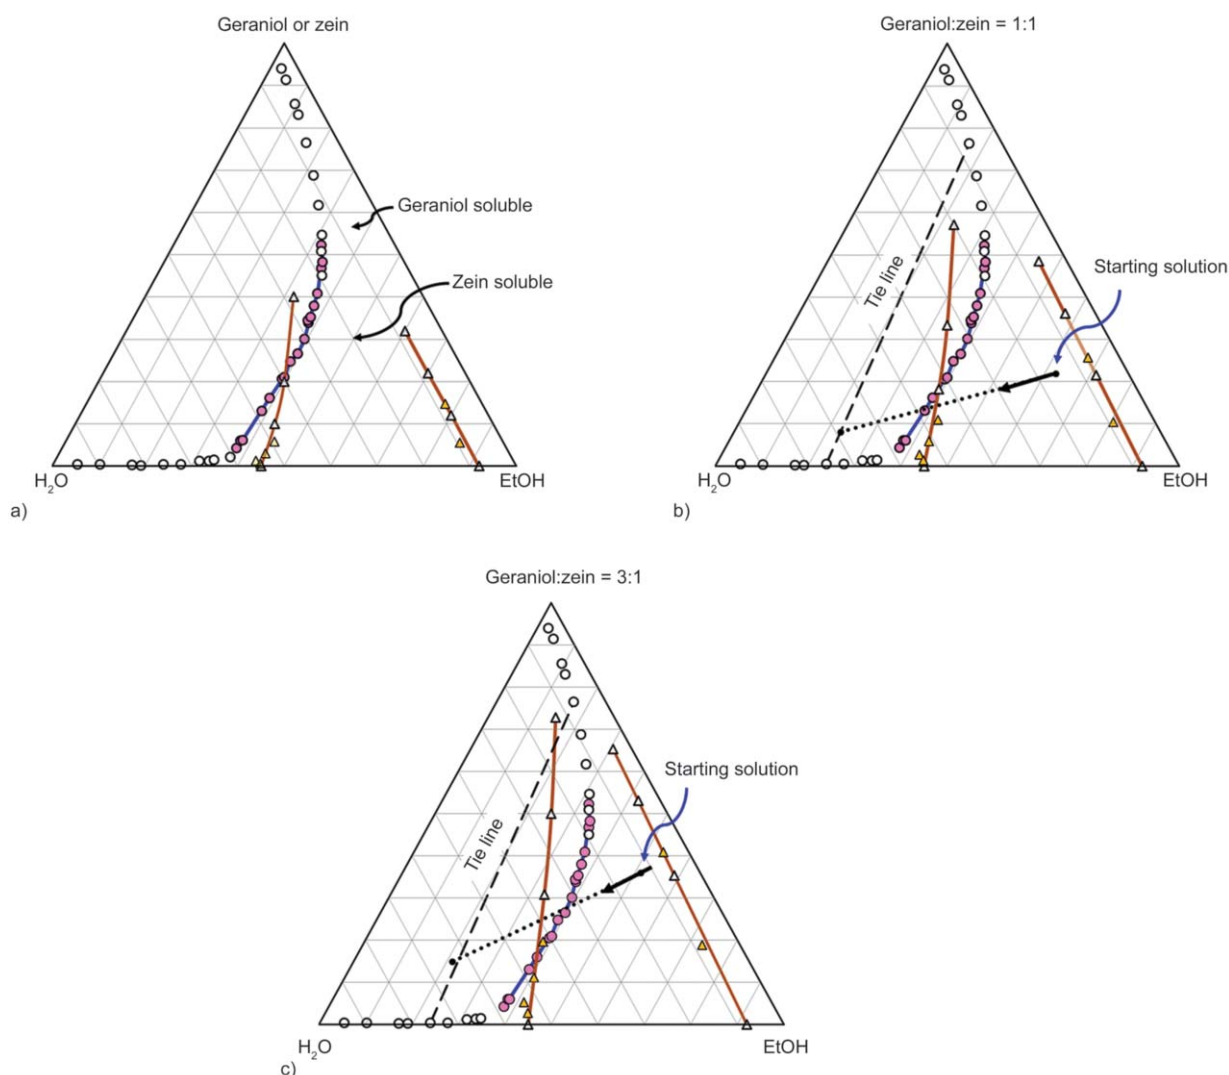 Geraniol or zein
Geraniol:zein = 1:1
Geraniol soluble
Zein soluble
Tie line
Starting solution
H2O
EtOH
H2O
EtOH
a)
b)
Geraniol:zein = 3:1
Starting solution
Tie line
H2O
EtOH
c)